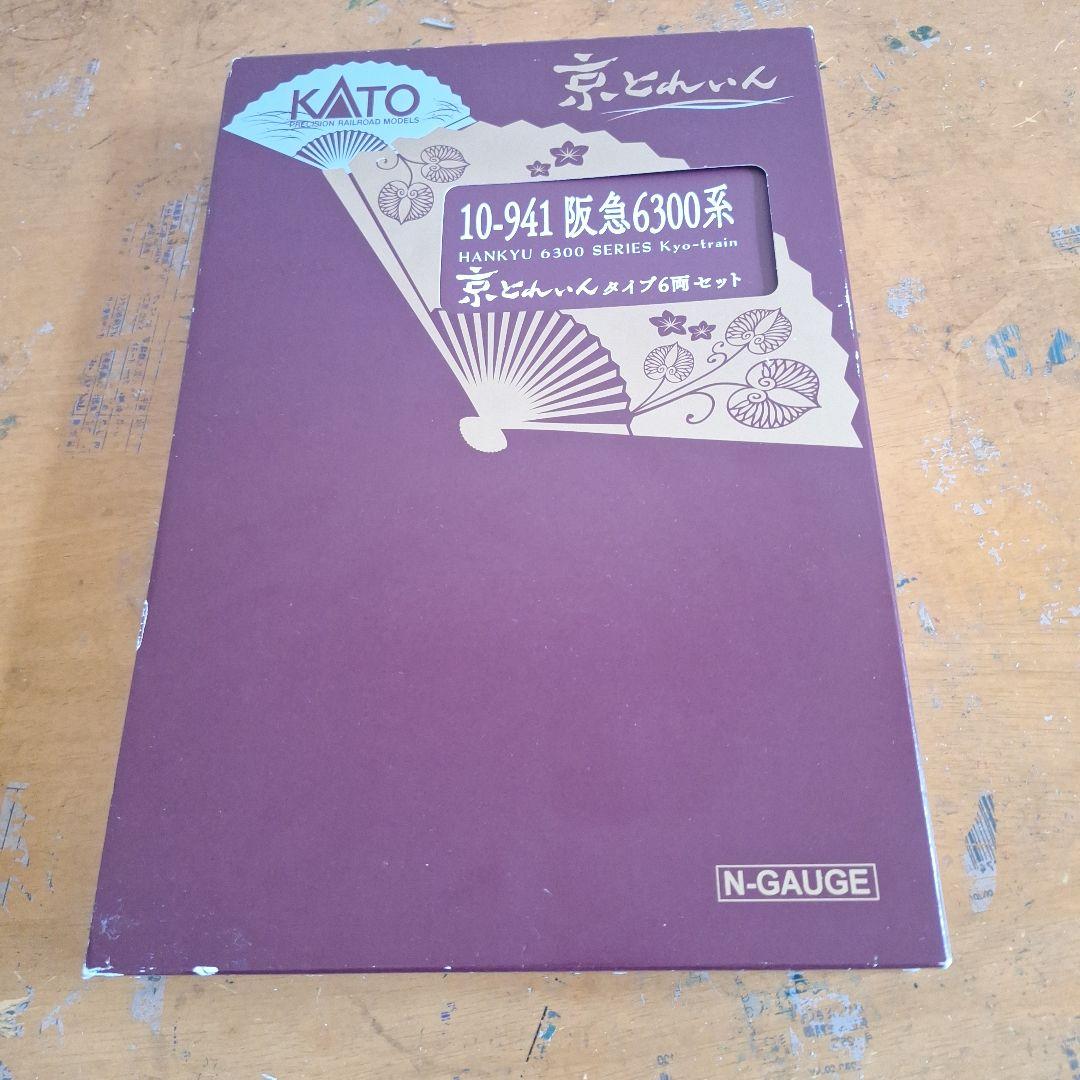 KATO
PRECISION RAILROAD MODELS
京とれいん
10-941 阪急6300系
HANKYU 6300 SERIES Kyo-train
京とれいんタイプ6両セット
N-GAUGE